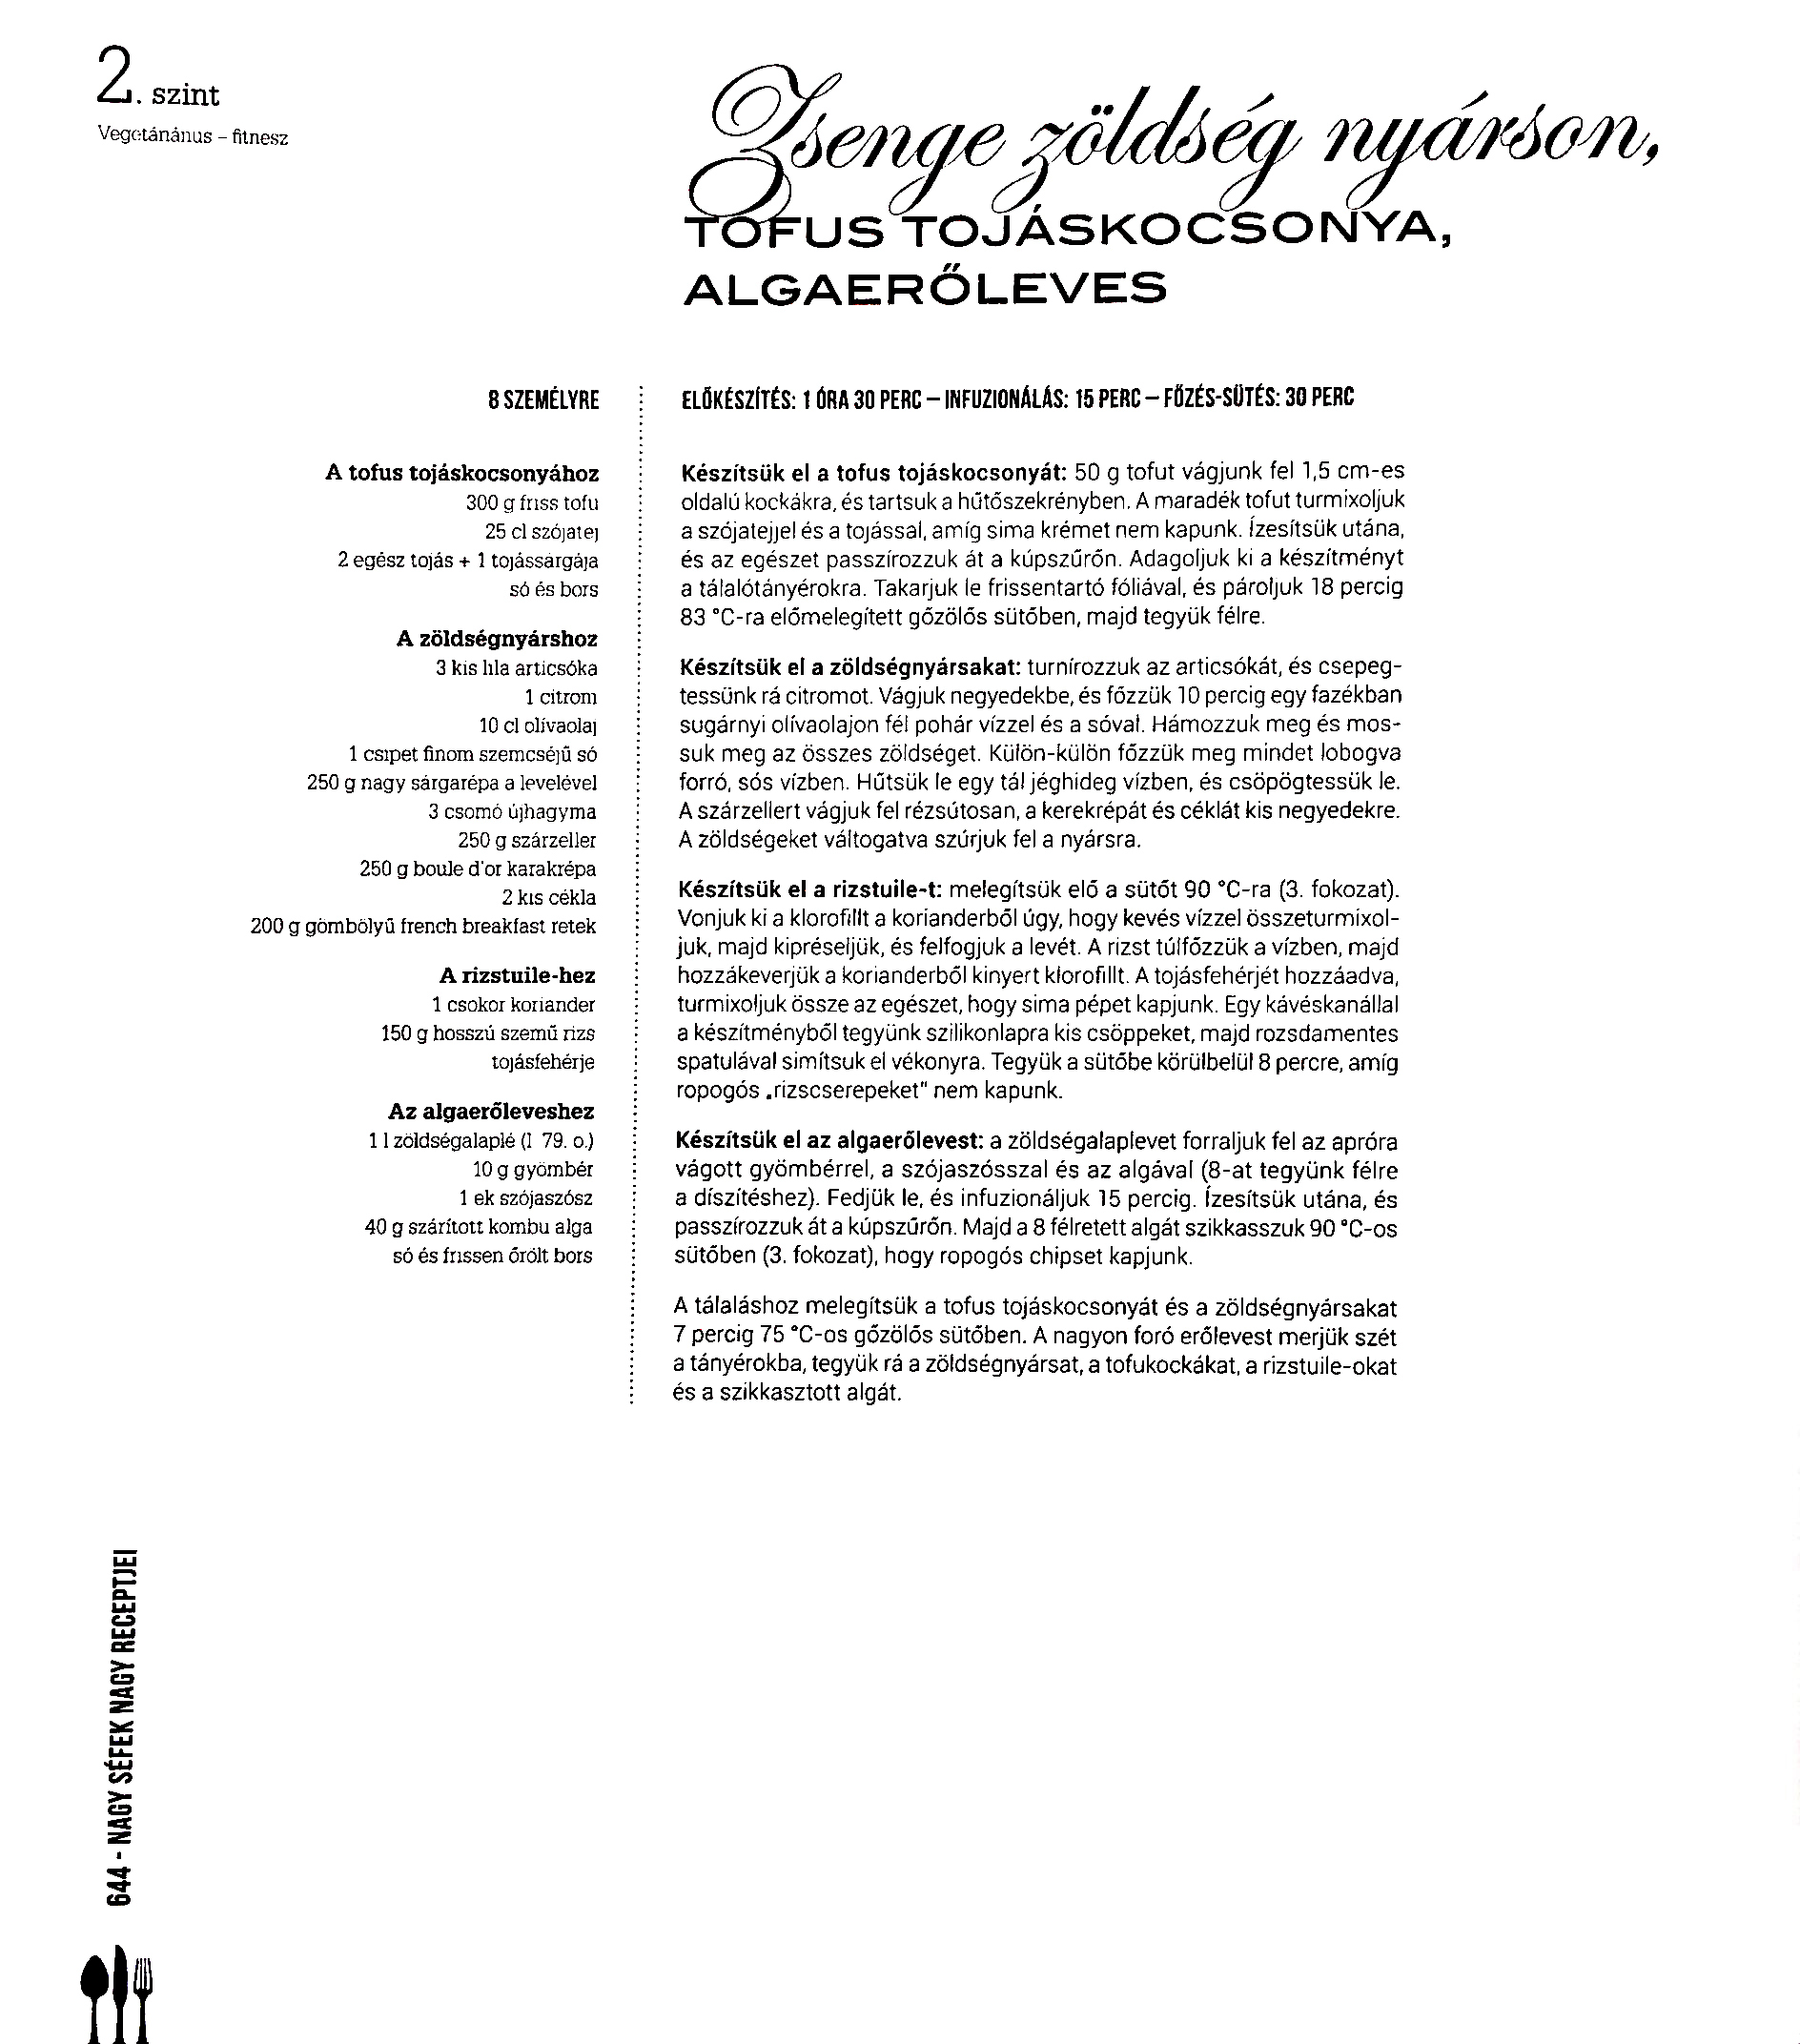 2. szint
Vegetánánus – fitnesz
Zsenge zöldség nyárson,
TOFUS TOJÁSKOCSONYA,
ALGAERŐLEVES
8 SZEMÉLYRE
A tofus tojáskocsonyához
300 g friss tofu
25 cl szójatej
2 egész tojás + 1 tojássárgája
só és bors
A zöldségnyárshoz
3 kis lila articsóka
1 citrom
10 cl olívaolaj
1 csipet finom szemcséjű só
250 g nagy sárgarépa a levelével
3 csomó újhagyma
250 g szárzeller
250 g boule d'or karakrépa
2 kis cékla
200 g gömbölyű french breakfast retek
A rizstuile-hez
1 csokor koriander
150 g hosszú szemű rizs
tojásfehérje
Az algaerőleveshez
1 l zöldségalaplé (l 79. o.)
10 g gyömbér
1 ek szójaszósz
40 g szárított kombu alga
só és frissen őrölt bors
ELŐKÉSZÍTÉS: 1 ÓRA 30 PERC – INFUZIONÁLÁS: 15 PERC – FŐZÉS-SÜTÉS: 30 PERC
Készítsük el a tofus tojáskocsonyát: 50 g tofut vágjunk fel 1,5 cm-es
oldalú kockákra, és tartsuk a hűtőszekrényben. A maradék tofut turmixoljuk
a szójatejjel és a tojással, amíg sima krémet nem kapunk. Ízesítsük utána,
és az egészet passzírozzuk át a kúpszűrőn. Adagoljuk ki a készítményt
a tálalótányérokra. Takarjuk le frissentartó fóliával, és pároljuk 18 percig
83 °C-ra előmelegített gőzölős sütőben, majd tegyük félre.
Készítsük el a zöldségnyársakat: turnírozzuk az articsókát, és csepeg-
tessünk rá citromot. Vágjuk negyedekbe, és főzzük 10 percig egy fazékban
sugárnyi olívaolajon fél pohár vízzel és a sóval. Hámozzuk meg és mos-
suk meg az összes zöldséget. Külön-külön főzzük meg mindet lobogva
forró, sós vízben. Hűtsük le egy tál jéghideg vízben, és csöpögtessük le.
A szárzellert vágjuk fel rézsútosan, a kerekrépát és céklát kis negyedekre.
A zöldségeket váltogatva szúrjuk fel a nyársra.
Készítsük el a rizstuile-t: melegítsük elő a sütőt 90 °C-ra (3. fokozat).
Vonjuk ki a klorofillt a korianderből úgy, hogy kevés vízzel összeturmixol-
juk, majd kipréseljük, és felfogjuk a levét. A rizst túlfőzzük a vízben, majd
hozzákeverjük a korianderből kinyert klorofillt. A tojásfehérjét hozzáadva,
turmixoljuk össze az egészet, hogy sima pépet kapjunk. Egy kávéskanállal
a készítményből tegyünk szilikonlapra kis csöppeket, majd rozsdamentes
spatulával simítsuk el vékonyra. Tegyük a sütőbe körülbelül 8 percre, amíg
ropogós „rizscserepeket" nem kapunk.
Készítsük el az algaerőlevest: a zöldségalaplevet forraljuk fel az apróra
vágott gyömbérrel, a szójaszósszal és az algával (8-at tegyünk félre
a díszítéshez). Fedjük le, és infuzionáljuk 15 percig. Ízesítsük utána, és
passzírozzuk át a kúpszűrőn. Majd a 8 félretett algát szikkasszuk 90 °C-os
sütőben (3. fokozat), hogy ropogós chipset kapjunk.
A tálaláshoz melegítsük a tofus tojáskocsonyát és a zöldségnyársakat
7 percig 75 °C-os gőzölős sütőben. A nagyon foró erőlevest merjük szét
a tányérokba, tegyük rá a zöldségnyársat, a tofukockákat, a rizstuile-okat
és a szikkasztott algát.
644 - NAGY SÉFEK NAGY RECEPTJEI